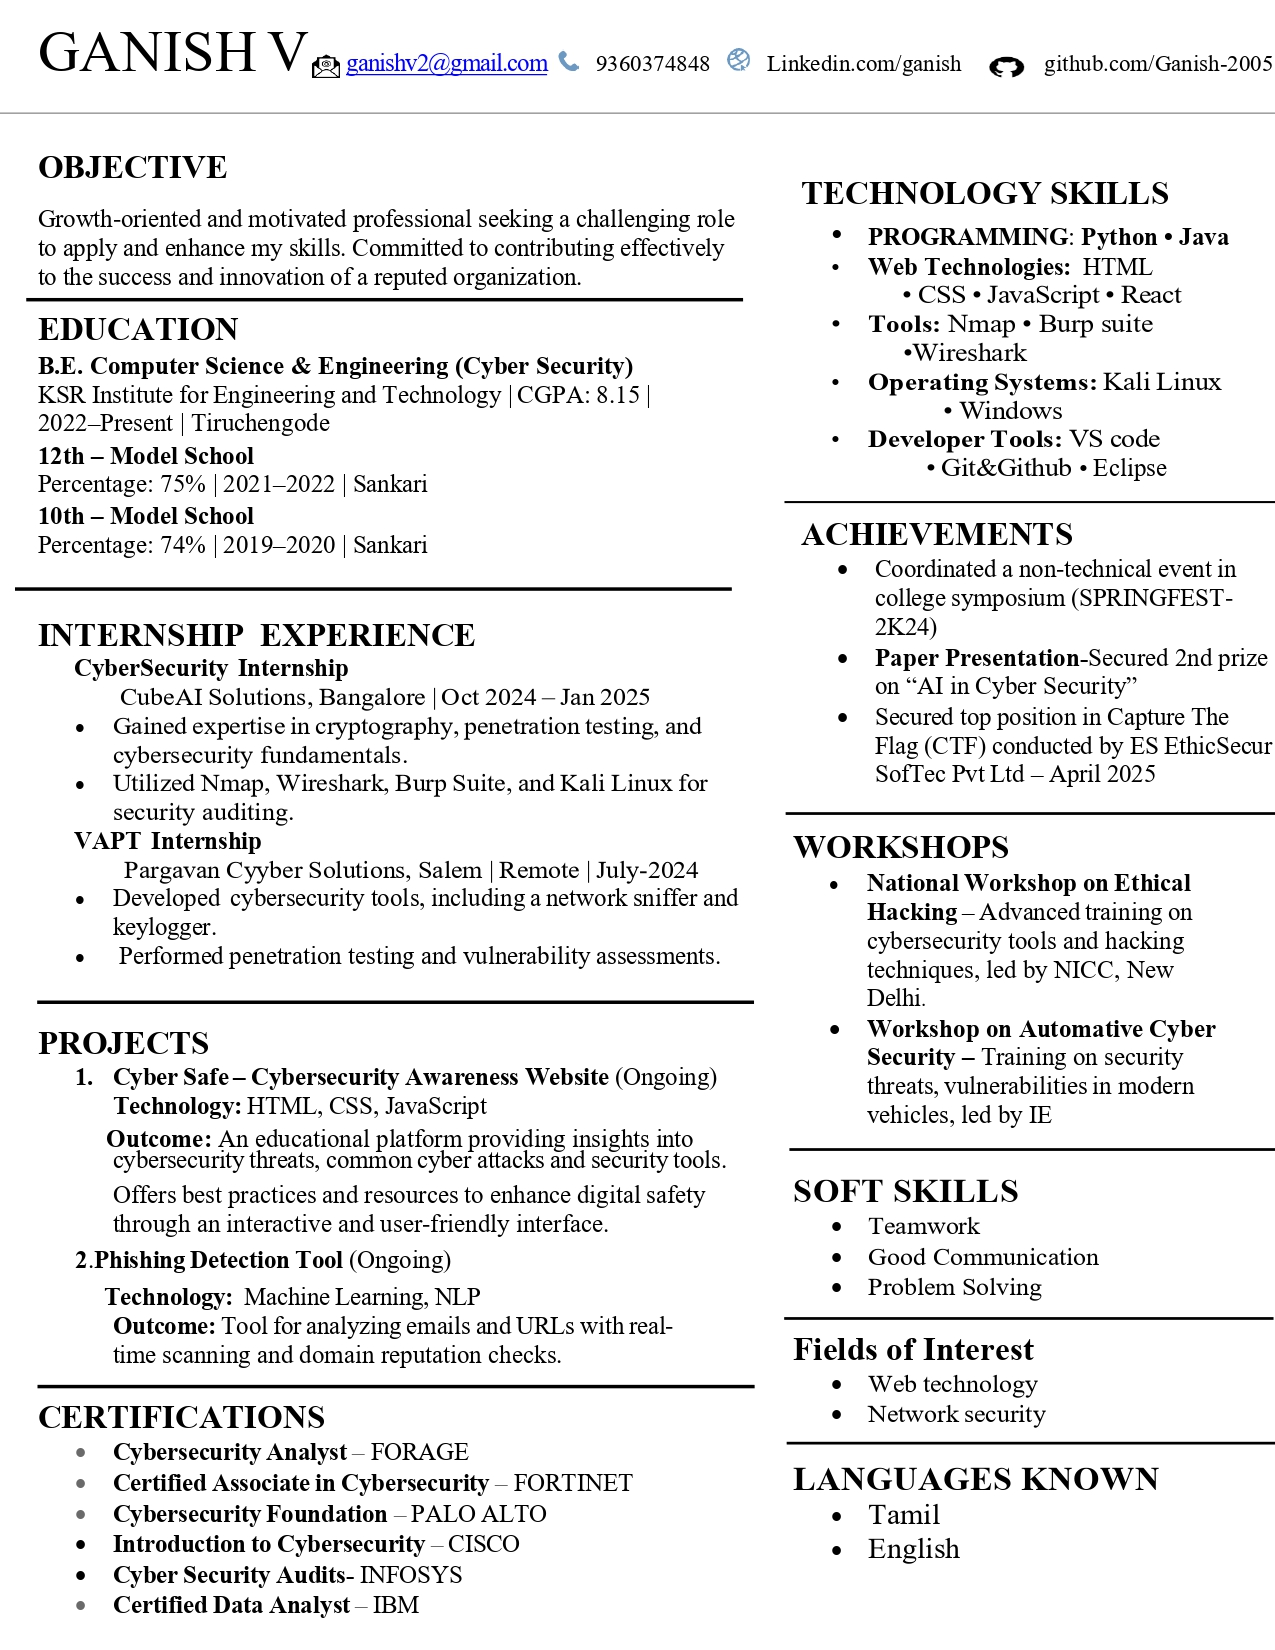 GANISH V ganishv2@gmail.com 9360374848 Linkedin.com/ganish github.com/Ganish-2005
OBJECTIVE
Growth-oriented and motivated professional seeking a challenging role
to apply and enhance my skills. Committed to contributing effectively
to the success and innovation of a reputed organization.
EDUCATION
B.E. Computer Science & Engineering (Cyber Security)
KSR Institute for Engineering and Technology | CGPA: 8.15 |
2022–Present | Tiruchengode
12th – Model School
Percentage: 75% | 2021–2022 | Sankari
10th – Model School
Percentage: 74% | 2019–2020 | Sankari
INTERNSHIP EXPERIENCE
CyberSecurity Internship
CubeAI Solutions, Bangalore | Oct 2024 – Jan 2025
• Gained expertise in cryptography, penetration testing, and
cybersecurity fundamentals.
• Utilized Nmap, Wireshark, Burp Suite, and Kali Linux for
security auditing.
VAPT Internship
Pargavan Cyyber Solutions, Salem | Remote | July-2024
• Developed cybersecurity tools, including a network sniffer and
keylogger.
• Performed penetration testing and vulnerability assessments.
PROJECTS
1. Cyber Safe – Cybersecurity Awareness Website (Ongoing)
Technology: HTML, CSS, JavaScript
Outcome: An educational platform providing insights into
cybersecurity threats, common cyber attacks and security tools.
Offers best practices and resources to enhance digital safety
through an interactive and user-friendly interface.
2.Phishing Detection Tool (Ongoing)
Technology: Machine Learning, NLP
Outcome: Tool for analyzing emails and URLs with real-
time scanning and domain reputation checks.
CERTIFICATIONS
• Cybersecurity Analyst – FORAGE
• Certified Associate in Cybersecurity – FORTINET
• Cybersecurity Foundation – PALO ALTO
• Introduction to Cybersecurity – CISCO
• Cyber Security Audits- INFOSYS
• Certified Data Analyst – IBM
TECHNOLOGY SKILLS
• PROGRAMMING: Python • Java
• Web Technologies: HTML
• CSS • JavaScript • React
• Tools: Nmap • Burp suite
•Wireshark
• Operating Systems: Kali Linux
• Windows
• Developer Tools: VS code
• Git&Github • Eclipse
ACHIEVEMENTS
• Coordinated a non-technical event in
college symposium (SPRINGFEST-
2K24)
• Paper Presentation-Secured 2nd prize
on “AI in Cyber Security”
• Secured top position in Capture The
Flag (CTF) conducted by ES EthicSecur
SofTec Pvt Ltd – April 2025
WORKSHOPS
• National Workshop on Ethical
Hacking – Advanced training on
cybersecurity tools and hacking
techniques, led by NICC, New
Delhi.
• Workshop on Automative Cyber
Security – Training on security
threats, vulnerabilities in modern
vehicles, led by IE
SOFT SKILLS
• Teamwork
• Good Communication
• Problem Solving
Fields of Interest
• Web technology
• Network security
LANGUAGES KNOWN
• Tamil
• English